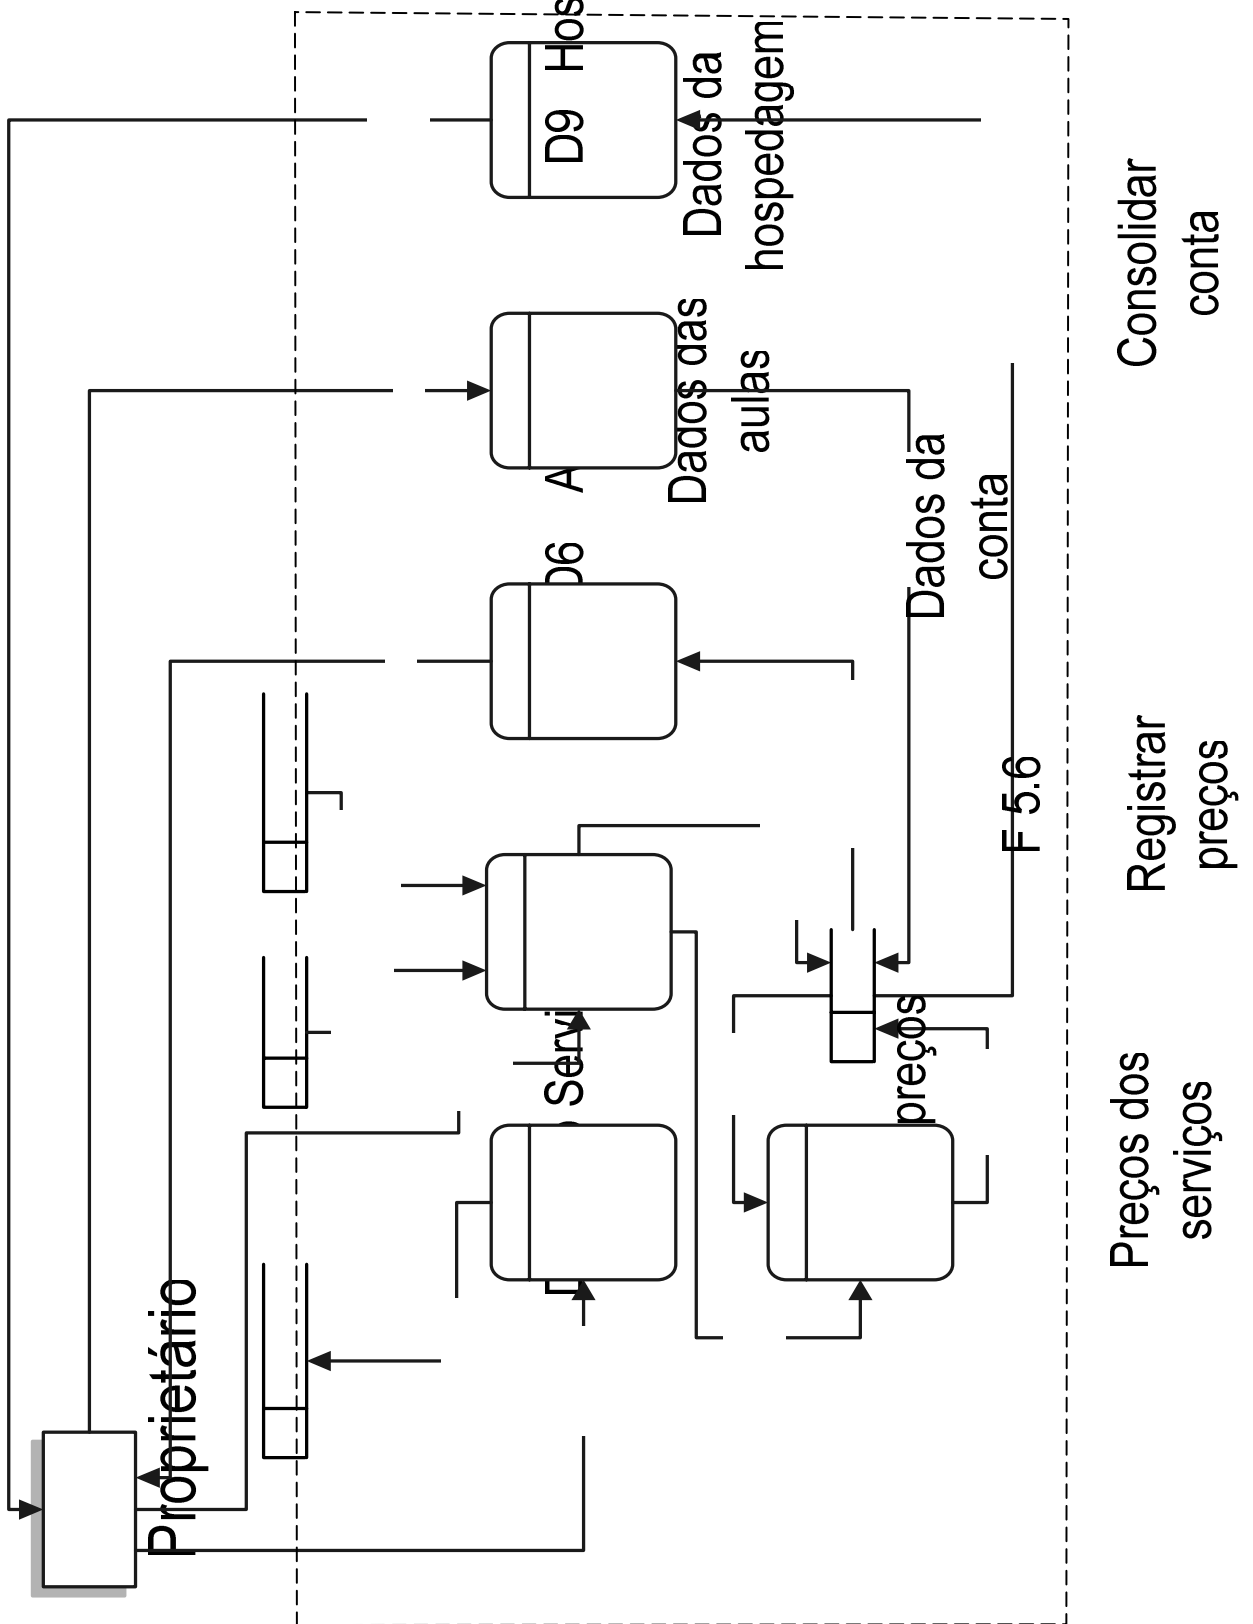 D9 Hos
Dados da
hospedagem
Consolidar
conta
A
Dados das
aulas
Dados da
conta
D6
F 5.6
Registrar
preços
Servi
preços
Preços dos
serviços
Proprietário